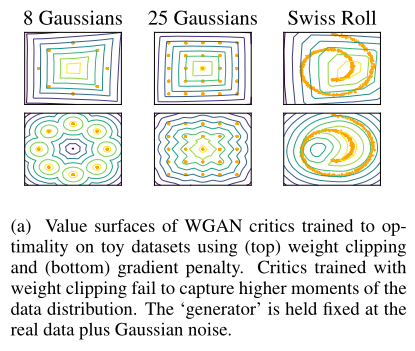 8 Gaussians 25 Gaussians Swiss Roll
(a) Value surfaces of WGAN critics trained to op-
timality on toy datasets using (top) weight clipping
and (bottom) gradient penalty. Critics trained with
weight clipping fail to capture higher moments of the
data distribution. The ‘generator’ is held fixed at the
real data plus Gaussian noise.